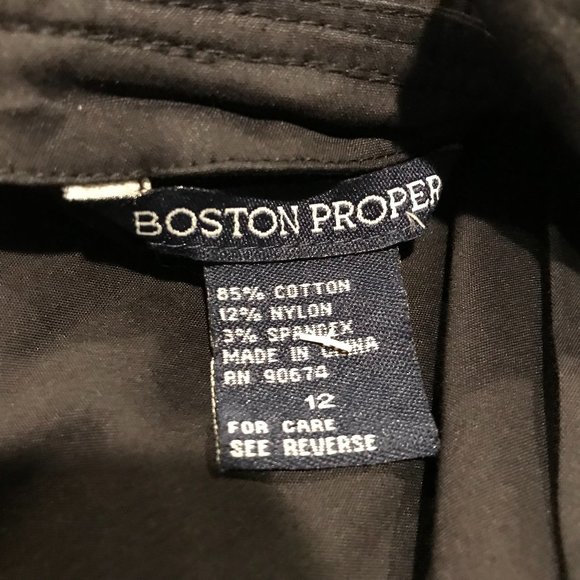 BOSTON PROPER
85% COTTON
12% NYLON
3% SPANDEX
MADE IN CHINA
RN 90674
12
FOR CARE
SEE REVERSE